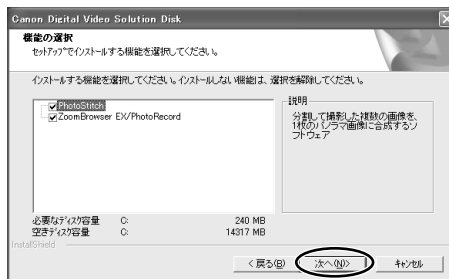 Canon Digital Video Solution Disk
機能の選択
セットアップでインストールする機能を選択してください。
インストールする機能を選択してください。インストールしない機能は、選択を解除してください。
PhotoStitch
ZoomBrowser EX/PhotoRecord
説明
分割して撮影した複数の画像を、
1枚のパノラマ画像に合成するソ
フトウェア
必要なディスク容量 C: 240 MB
空きディスク容量 C: 14317 MB
InstallShield
< 戻る(B) 次へ(N)> キャンセル